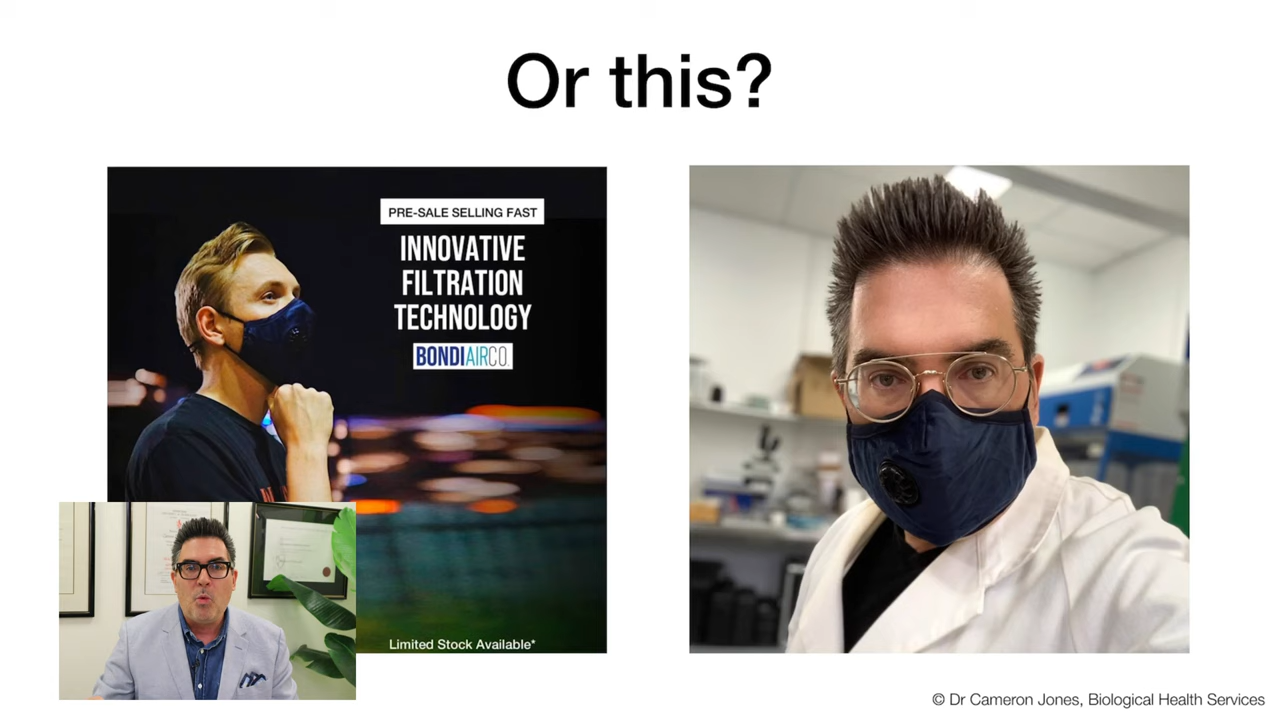 Or this?
PRE-SALE SELLING FAST
INNOVATIVE
FILTRATION
TECHNOLOGY
BONDIAIRCO.
Limited Stock Available*
© Dr Cameron Jones, Biological Health Services